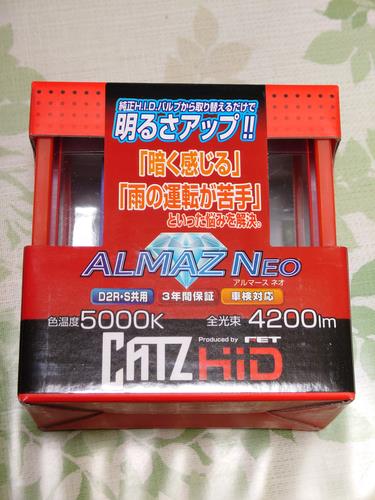 純正H.I.D.バルブから取り替えるだけで
明るさアップ!!
「暗く感じる」
「雨の運転が苦手」
といった悩みを解決。
ALMAZ NEO
アルマース ネオ
D2R・S共用 3年間保証 車検対応
色温度5000K 全光束4200lm
CATZ Produced by FET HiD